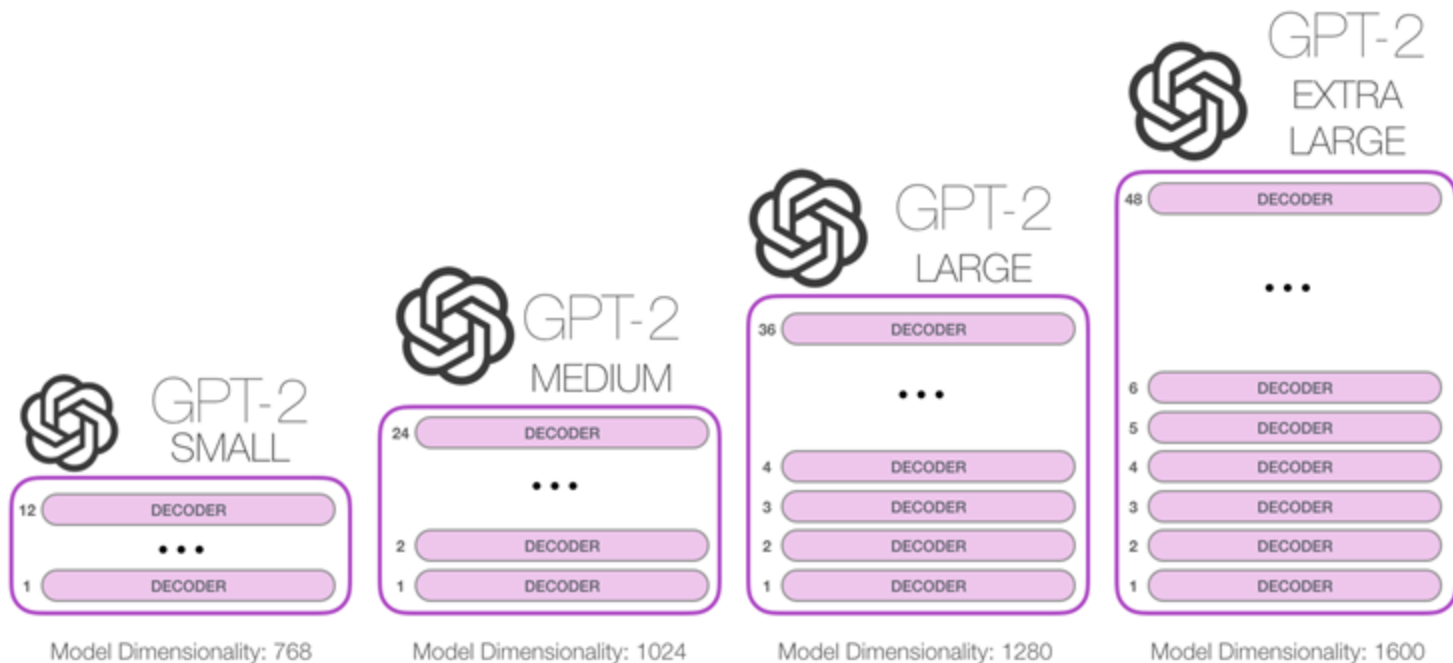 GPT-2
SMALL
12 DECODER
...
1 DECODER
Model Dimensionality: 768
GPT-2
MEDIUM
24 DECODER
...
2 DECODER
1 DECODER
Model Dimensionality: 1024
GPT-2
LARGE
36 DECODER
...
4 DECODER
3 DECODER
2 DECODER
1 DECODER
Model Dimensionality: 1280
GPT-2
EXTRA
LARGE
48 DECODER
...
6 DECODER
5 DECODER
4 DECODER
3 DECODER
2 DECODER
1 DECODER
Model Dimensionality: 1600